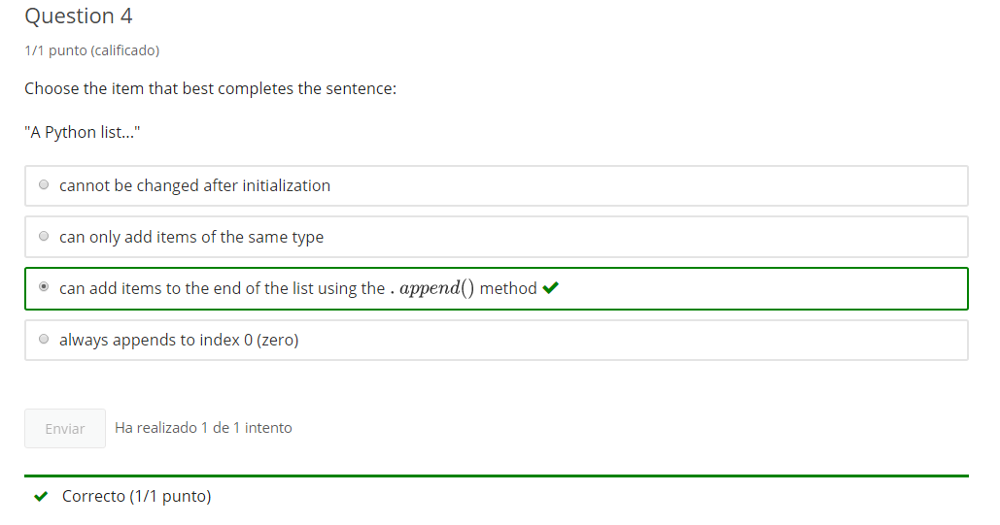 Question 4
1/1 punto (calificado)
Choose the item that best completes the sentence:
"A Python list..."
cannot be changed after initialization
can only add items of the same type
can add items to the end of the list using the . append() method
always appends to index 0 (zero)
Enviar Ha realizado 1 de 1 intento
Correcto (1/1 punto)